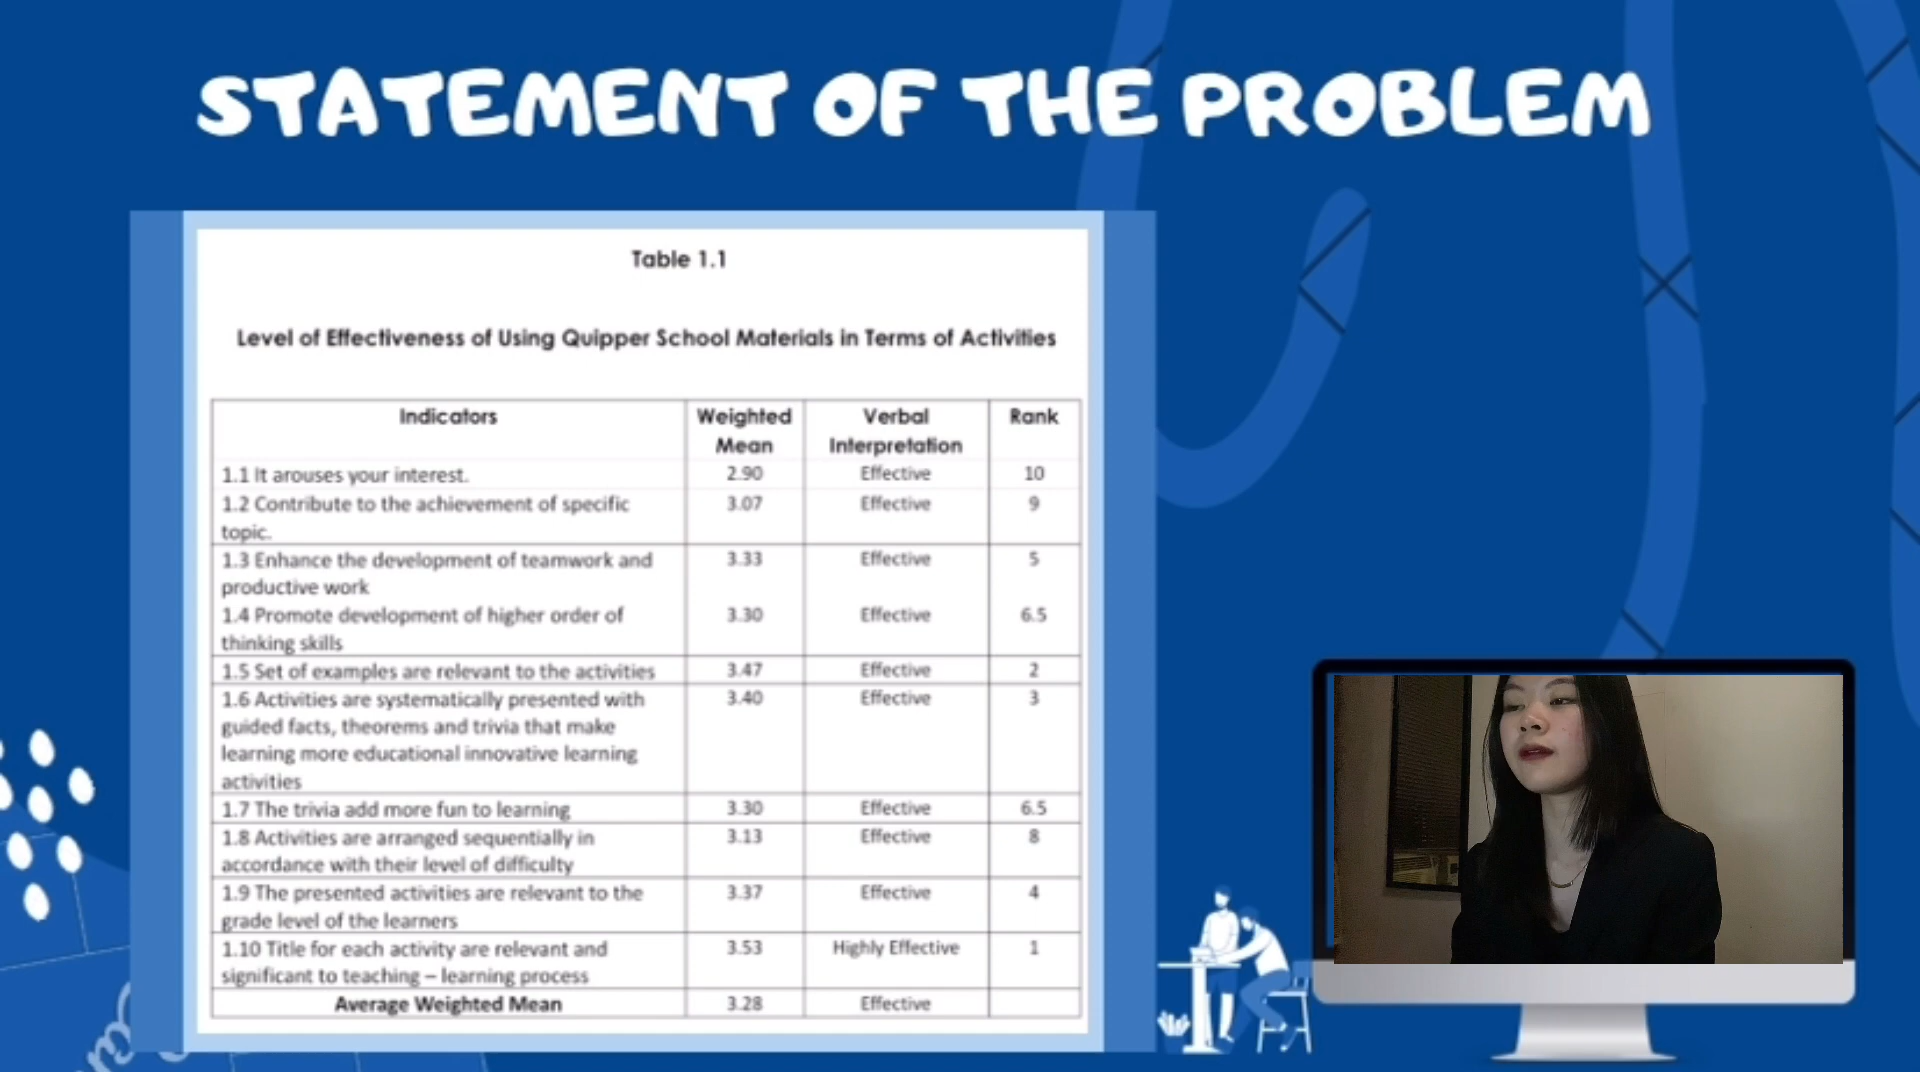 STATEMENT OF THE PROBLEM
Table 1.1
Level of Effectiveness of Using Quipper School Materials in Terms of Activities
Indicators Weighted Mean Verbal Interpretation Rank
1.1 It arouses your interest. 2.90 Effective 10
1.2 Contribute to the achievement of specific 3.07 Effective 9
topic.
1.3 Enhance the development of teamwork and 3.33 Effective 5
productive work
1.4 Promote development of higher order of 3.30 Effective 6.5
thinking skills
1.5 Set of examples are relevant to the activities 3.47 Effective 2
1.6 Activities are systematically presented with 3.40 Effective 3
guided facts, theorems and trivia that make
learning more educational innovative learning
activities
1.7 The trivia add more fun to learning 3.30 Effective 6.5
1.8 Activities are arranged sequentially in 3.13 Effective 8
accordance with their level of difficulty
1.9 The presented activities are relevant to the 3.37 Effective 4
grade level of the learners
1.10 Title for each activity are relevant and 3.53 Highly Effective 1
significant to teaching – learning process
Average Weighted Mean 3.28 Effective